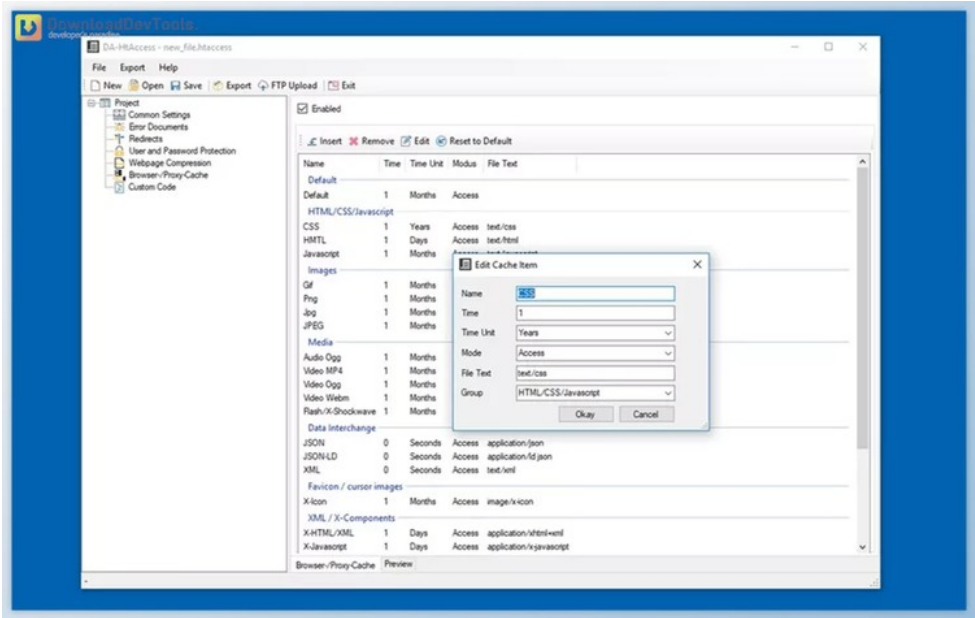 DownloadDevTools.
developer's paradise
DA-HtAccess - new_file.htaccess
File Export Help
New Open Save Export FTP Upload Exit
Project
Common Settings
Error Documents
Redirects
User and Password Protection
Webpage Compression
Browser-/Proxy-Cache
Custom Code
Enabled
Insert Remove Edit Reset to Default
Name Time Time Unit Modus File Text
Default
Default 1 Months Access
HTML/CSS/Javascript
CSS 1 Years Access text/css
HMTL 1 Days Access text/html
Javascript 1 Months
Images
Gif 1 Months
Png 1 Months
Jpg 1 Months
JPEG 1 Months
Media
Audio Ogg 1 Months
Video MP4 1 Months
Video Ogg 1 Months
Video Webm 1 Months
Flash/X-Shockwave 1 Months
Data Interchange
JSON 0 Seconds Access application/json
JSON-LD 0 Seconds Access application/ld json
XML 0 Seconds Access text/xml
Favicon / cursor images
X-Icon 1 Months Access image/x-icon
XML / X-Components
X-HTML/XML 1 Days Access application/xhtml+xml
X-Javascript 1 Days Access application/x-javascript
Browser-/Proxy-Cache Preview
Edit Cache Item
Name CSS
Time 1
Time Unit Years
Mode Access
File Text text/css
Group HTML/CSS/Javascript
Okay Cancel